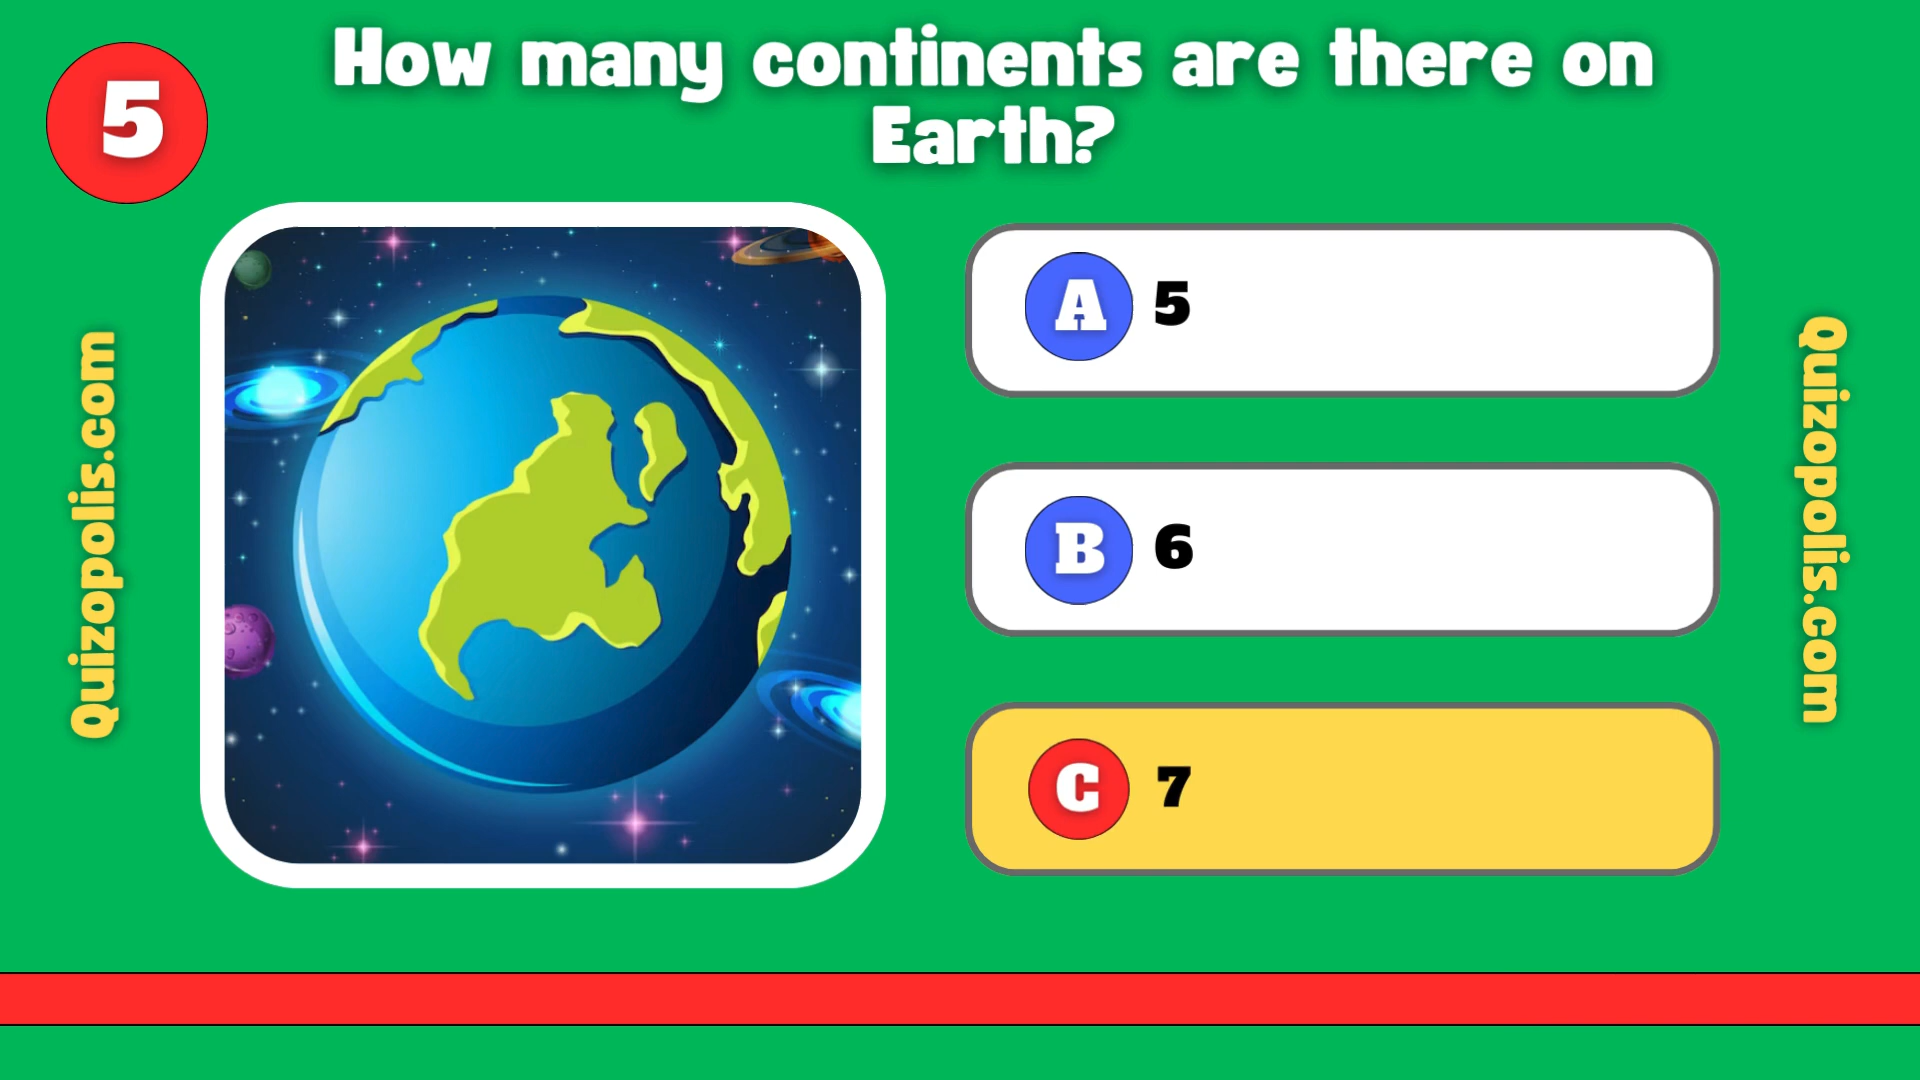 5
How many continents are there on
Earth?
A 5
B 6
C 7
Quizopolis.com
Quizopolis.com